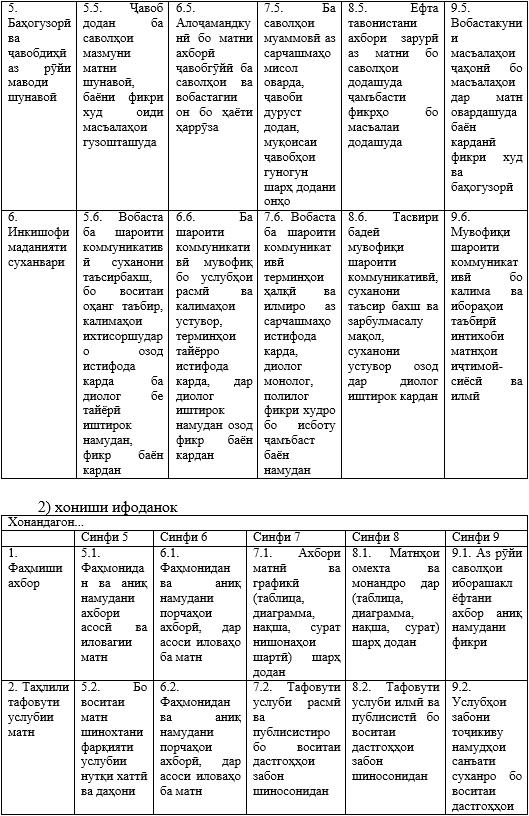 5.
Баҳогузорӣ
ва
ҷавобдиҳӣ
аз рӯйи
маводи
шунавоӣ
5.5. Ҷавоб
додан ба
саволҳои
мазмуни
матни
шунавоӣ,
баёни фикри
худ оиди
масъалаҳои
гузошташуда
6.5.
Алоҷамандку
нӣ бо матни
ахборӣ
ҷавобгӯйӣ ба
саволҳои ва
вобастагии
он бо ҳаёти
ҳаррӯза
7.5. Ба
саволҳои
муаммовӣ аз
сарчашмаҳо
мисол
оварда,
ҷавоби
дуруст
додан,
муқоисаи
ҷавобҳои
гуногун
шарҳ додани
онҳо
8.5. Ёфта
тавонистани
ахбори зарурӣ
аз матни бо
саволҳои
додашуда
ҷамъбасти
фикрҳо бо
масъалаи
додашуда
9.5.
Вобастакуни
и
масъалаҳои
ҷаҳонӣ бо
масъалаҳои
дар матн
овардашуда
баён
карданӣ
фикри худ
ва
баҳогузорӣ
6.
Инкишофи
маданияти
суханвари
5.6. Вобаста
ба шароити
коммуникатив
ӣ суханони
таъсирбахш,
бо воситаи
оҳанг таъбир,
калимаҳои
ихтисоршудар
о озод
истифода
карда ба
диолог бе
тайёрӣ
иштирок
намудан,
фикр баён
кардан
6.6. Ба
шароити
коммуникати
вӣ мувофиқ
бо услубҳои
расмӣ ва
калимаҳои
устувор,
терминҳои
тайёрро
истифода
карда, дар
диолог
иштирок
намудан озод
фикр баён
кардан
7.6. Вобаста
ба шароити
коммуникат
ивӣ
терминҳои
ҳалқӣ ва
илмиро аз
сарчашмаҳо
истифода
карда,
диолог
монолог,
полилог
фикри худро
бо исботу
ҷамъбаст
баён
намудан
8.6. Тасвири
бадеӣ
мувофиқи
шароити
коммуникативӣ,
суханони
таъсир бахш ва
зарбулмасалу
мақол,
суханони
устувор озод
дар диолог
иштирок кардан
9.6.
Мувофиқи
шароити
коммуникат
ивӣ бо
калима ва
ибораҳои
таъбирӣ
интихоби
матнҳои
иҷтимоӣ-
сиёсӣ ва
илмӣ
2) хониши ифоданок
Хонандагон...
Синфи 5 Синфи 6 Синфи 7 Синфи 8 Синфи 9
1.
Фаҳмиши
ахбор
5.1.
Фаҳмонида
н ва аниқ
намудани
ахбори
асосӣ ва
иловагии
матн
6.1.
Фаҳмонидан
ва аниқ
намудани
порчаҳои
ахборӣ, дар
асоси иловаҳо
ба матн
7.1. Ахбори
матнӣ ва
графикӣ
(таблица,
диаграмма,
нақша, сурат
нишонаҳои
шартӣ) шарҳ
додан
8.1. Матнҳои
омехта ва
монандро дар
(таблица,
диаграмма,
нақша, сурат)
шарҳ додан
9.1. Аз рӯйи
саволҳои
иборашакл
ёфтани
ахбор аниқ
намудани
фикри
2. Таҳлили
тафовути
услубии
матн
5.2. Бо
воситаи
матн
шинохтани
фарқияти
услубии
нутқи хаттӣ
ва даҳони
6.2.
Фаҳмонидан
ва аниқ
намудани
порчаҳои
ахборӣ, дар
асоси иловаҳо
ба матн
7.2. Тафовути
услуби расмӣ
ва
публисистиро
бо воситаи
дастгоҳҳои
забон
шиносонидан
8.2. Тафовути
услуби илмӣ ва
публисистӣ бо
воситаи
дастгоҳҳои
забон
шиносонидан
9.2.
Услубҳои
забони
тоҷикиву
намудҳои
санъати
суханро бо
воситаи
дастгоҳҳои